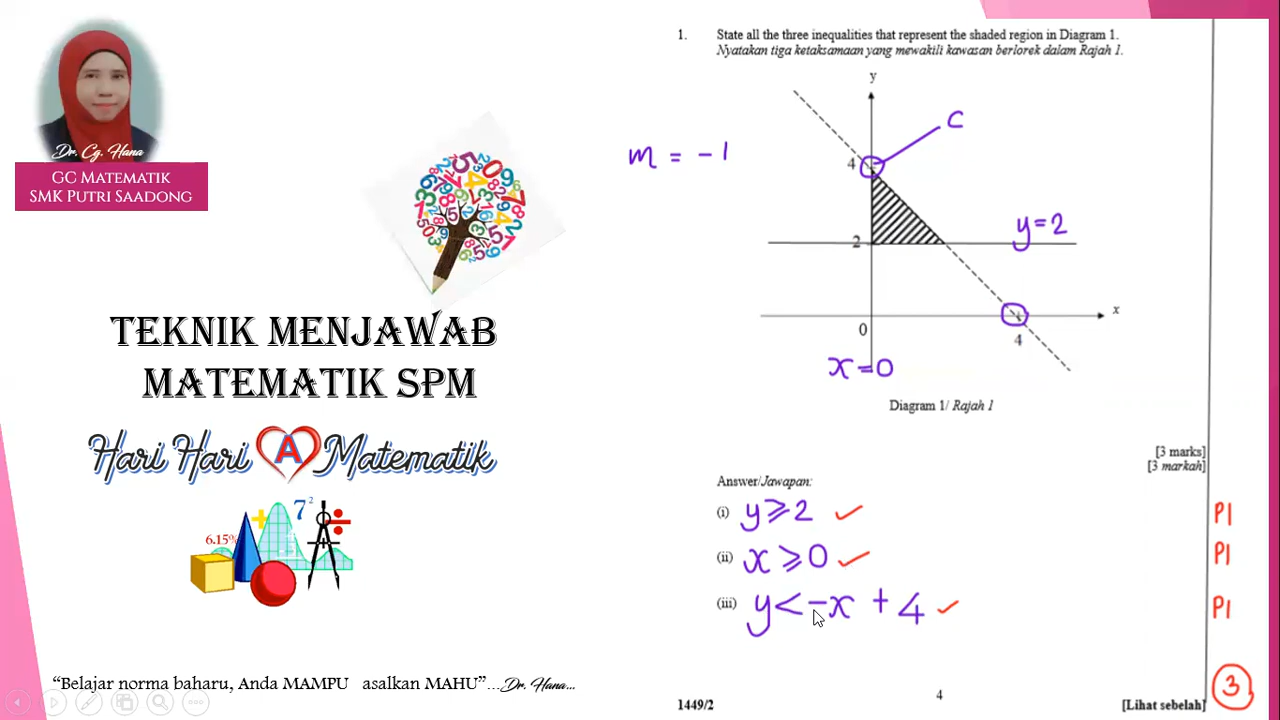 Dr. Cg. Hana
GC MATEMATIK
SMK PUTRI SAADONG
TEKNIK MENJAWAB
MATEMATIK SPM
Hari Hari A Matematik
7²
6.15%
"Belajar norma baharu, Anda MAMPU asalkan MAHU"...Dr. Hana...
1. State all the three inequalities that represent the shaded region in Diagram 1.
Nyatakan tiga ketaksamaan yang mewakili kawasan berlorek dalam Rajah 1.
y
C
m = -1
4
y=2
2
x
0
4
x=0
Diagram 1/ Rajah 1
[3 marks]
[3 markah]
Answer/Jawapan:
(i) y ⩾ 2 ✓ P1
(ii) x ⩾ 0 ✓ P1
(iii) y < -x + 4 ✓ P1
3
4
1449/2
[Lihat sebelah]